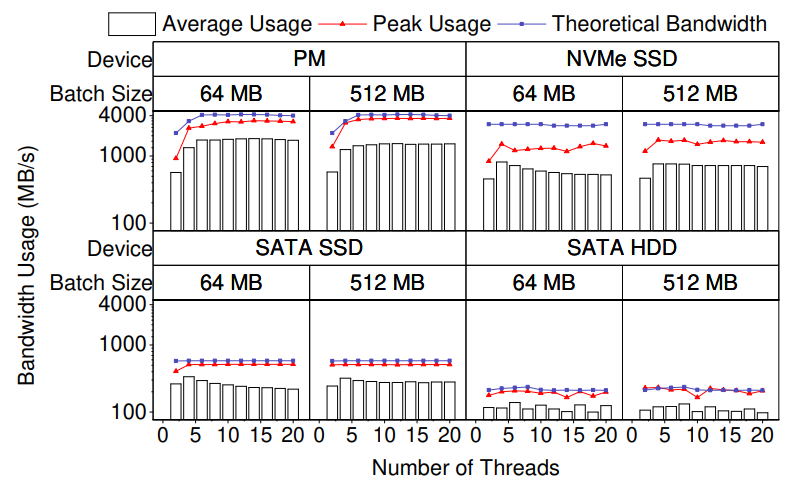 Average Usage Peak Usage Theoretical Bandwidth
Device PM NVMe SSD
Batch Size 64 MB 512 MB 64 MB 512 MB
4000
1000
100
Device SATA SSD SATA HDD
Batch Size 64 MB 512 MB 64 MB 512 MB
4000
1000
100
0 5 10 15 20 0 5 10 15 20 0 5 10 15 20 0 5 10 15 20
Number of Threads
Bandwidth Usage (MB/s)